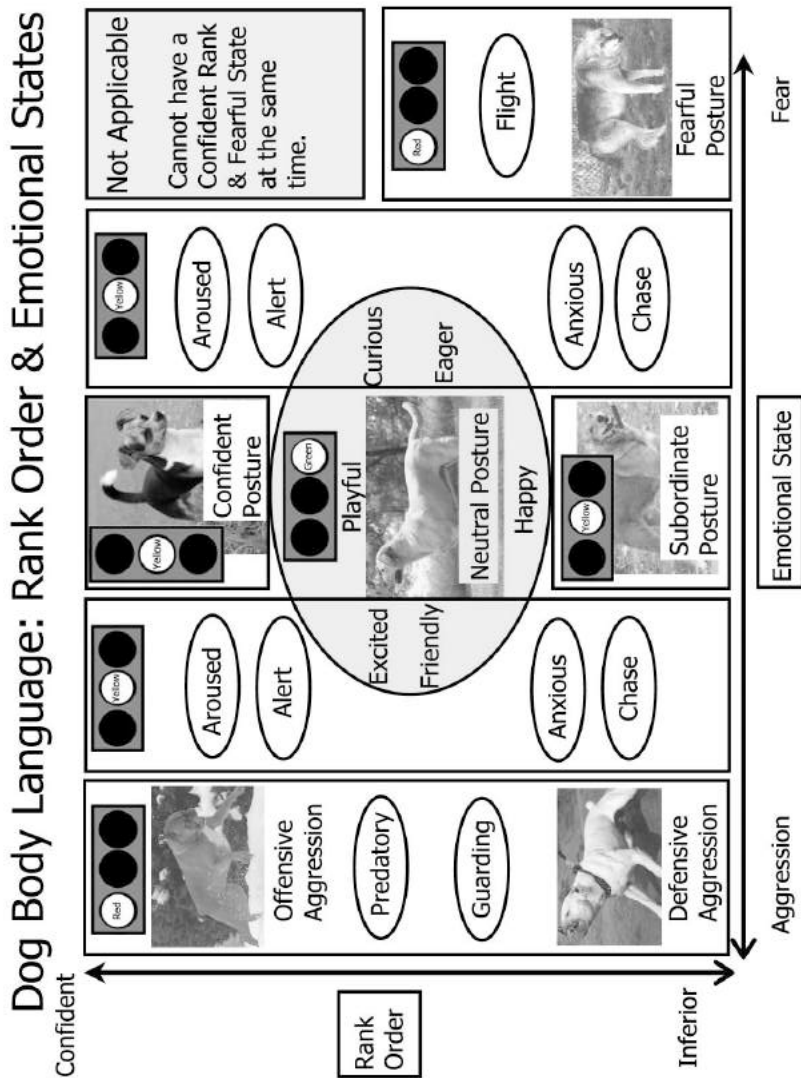 Dog Body Language: Rank Order & Emotional States
Confident
Rank
Order
Inferior
Red
Offensive
Aggression
Predatory
Guarding
Defensive
Aggression
Yellow
Aroused
Alert
Anxious
Chase
Yellow
Confident
Posture
Green
Playful
Excited
Friendly
Curious
Eager
Neutral Posture
Happy
Yellow
Subordinate
Posture
Yellow
Aroused
Alert
Anxious
Chase
Not Applicable
Cannot have a
Confident Rank
& Fearful State
at the same
time.
Red
Flight
Fearful
Posture
Aggression
Emotional State
Fear